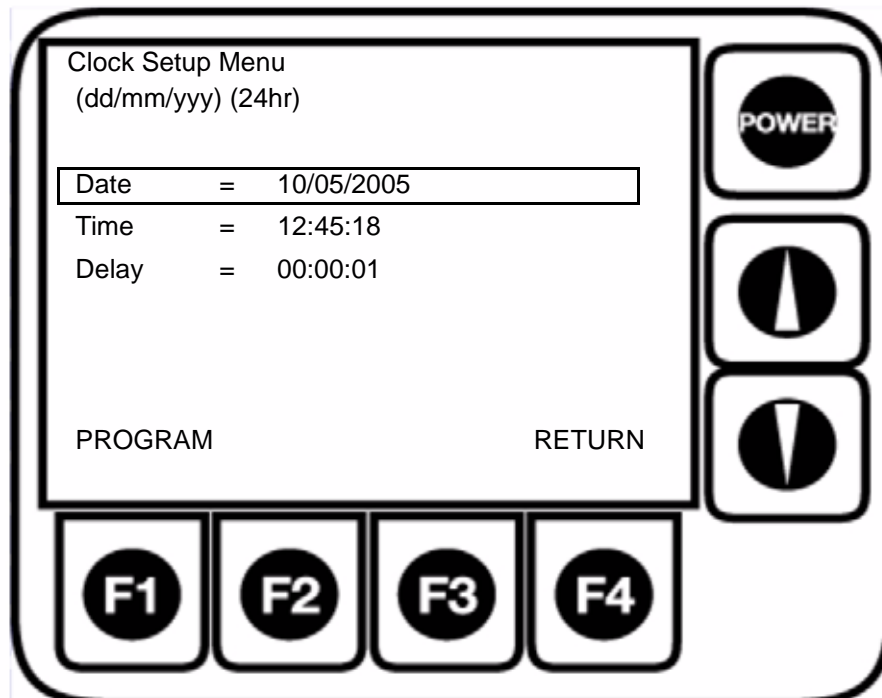 Clock Setup Menu
(dd/mm/yyy) (24hr)
POWER
Date = 10/05/2005
Time = 12:45:18
Delay = 00:00:01
PROGRAM RETURN
F1 F2 F3 F4